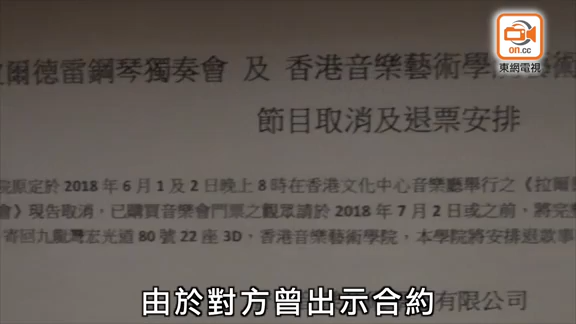 on.cc
東網電視
拉爾德雷鋼琴獨奏會 及 香港音樂藝術學院藝術
節目取消及退票安排
院原定於 2018 年 6 月 1 及 2 日晚上 8 時在香港文化中心音樂廳舉行之《拉爾
會》現告取消，已購買音樂會門票之觀眾請於 2018 年 7 月 2 日或之前，將完
寄回九龍灣宏光道 80 號 22 座 3D，香港音樂藝術學院，本學院將安排退款事
有限公司
由於對方曾出示合約